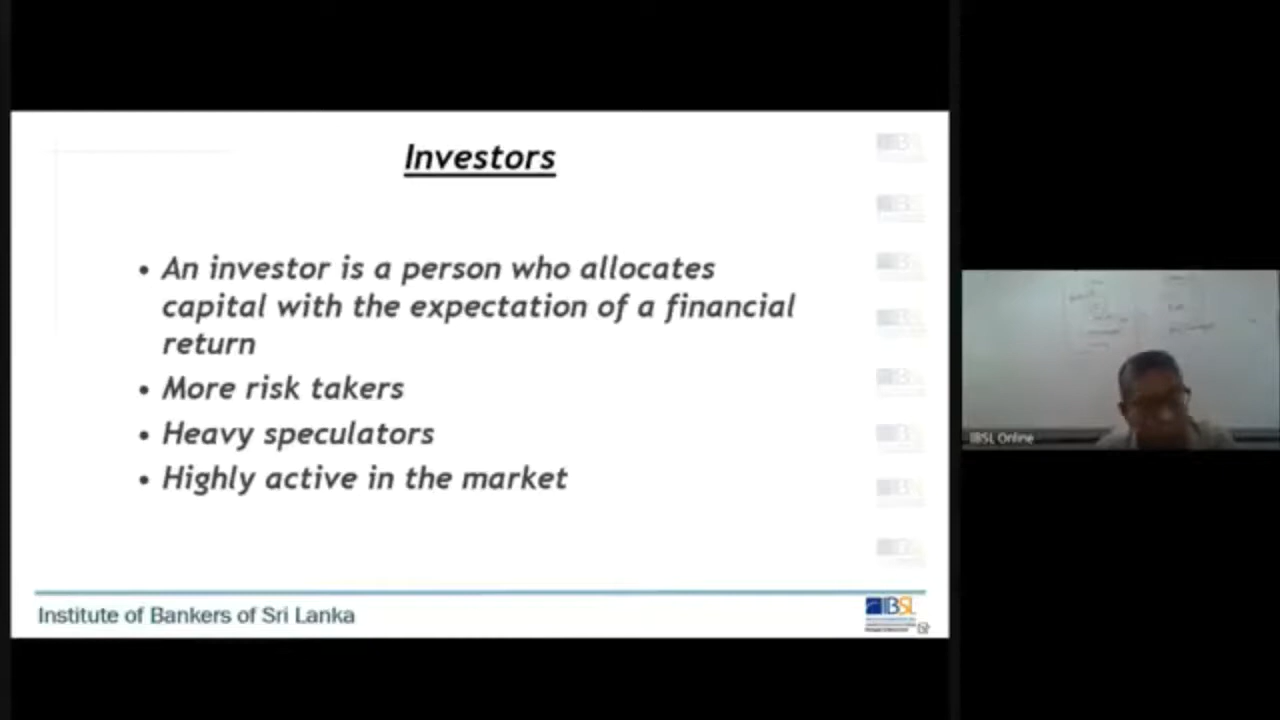 Investors
• An investor is a person who allocates
capital with the expectation of a financial
return
• More risk takers
• Heavy speculators
• Highly active in the market
Institute of Bankers of Sri Lanka
IBSL
IBSL Online